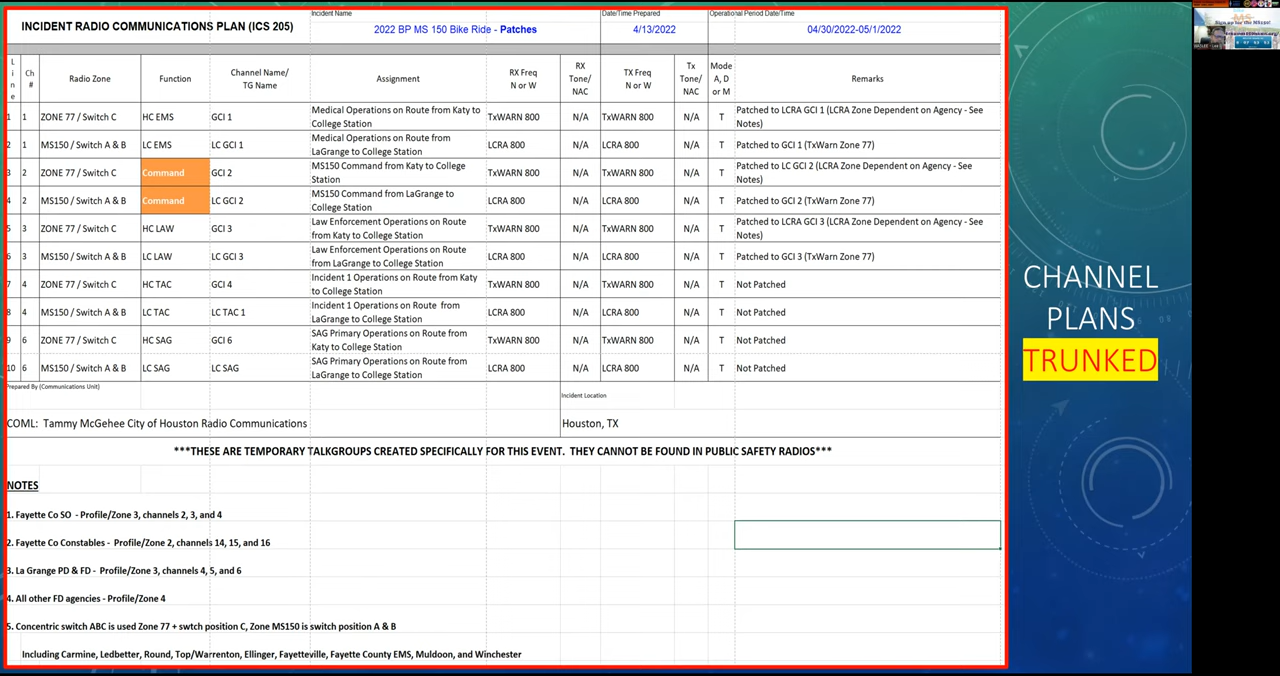 INCIDENT RADIO COMMUNICATIONS PLAN (ICS 205)
Incident Name
2022 BP MS 150 Bike Ride - Patches
Date/Time Prepared
4/13/2022
Operational Period Date/Time
04/30/2022-05/1/2022
Line Ch # Radio Zone Function Channel Name/ TG Name Assignment RX Freq N or W RX Tone/ NAC TX Freq N or W Tx Tone/ NAC Mode A, D or M Remarks
1 1 ZONE 77 / Switch C HC EMS GCI 1 Medical Operations on Route from Katy to College Station TxWARN 800 N/A TxWARN 800 N/A T Patched to LCRA GCI 1 (LCRA Zone Dependent on Agency - See Notes)
2 1 MS150 / Switch A & B LC EMS LC GCI 1 Medical Operations on Route from LaGrange to College Station LCRA 800 N/A LCRA 800 N/A T Patched to GCI 1 (TxWarn Zone 77)
3 2 ZONE 77 / Switch C Command GCI 2 MS150 Command from Katy to College Station TxWARN 800 N/A TxWARN 800 N/A T Patched to LC GCI 2 (LCRA Zone Dependent on Agency - See Notes)
4 2 MS150 / Switch A & B Command LC GCI 2 MS150 Command from LaGrange to College Station LCRA 800 N/A LCRA 800 N/A T Patched to GCI 2 (TxWarn Zone 77)
5 3 ZONE 77 / Switch C HC LAW GCI 3 Law Enforcement Operations on Route from Katy to College Station TxWARN 800 N/A TxWARN 800 N/A T Patched to LCRA GCI 3 (LCRA Zone Dependent on Agency - See Notes)
6 3 MS150 / Switch A & B LC LAW LC GCI 3 Law Enforcement Operations on Route from LaGrange to College Station LCRA 800 N/A LCRA 800 N/A T Patched to GCI 3 (TxWarn Zone 77)
7 4 ZONE 77 / Switch C HC TAC GCI 4 Incident 1 Operations on Route from Katy to College Station TxWARN 800 N/A TxWARN 800 N/A T Not Patched
8 4 MS150 / Switch A & B LC TAC LC TAC 1 Incident 1 Operations on Route from LaGrange to College Station LCRA 800 N/A LCRA 800 N/A T Not Patched
9 6 ZONE 77 / Switch C HC SAG GCI 6 SAG Primary Operations on Route from Katy to College Station TxWARN 800 N/A TxWARN 800 N/A T Not Patched
10 6 MS150 / Switch A & B LC SAG LC SAG SAG Primary Operations on Route from LaGrange to College Station LCRA 800 N/A LCRA 800 N/A T Not Patched
Prepared By (Communications Unit)
Incident Location
COML: Tammy McGehee City of Houston Radio Communications
Houston, TX
***THESE ARE TEMPORARY TALKGROUPS CREATED SPECIFICALLY FOR THIS EVENT. THEY CANNOT BE FOUND IN PUBLIC SAFETY RADIOS***
NOTES
1. Fayette Co SO - Profile/Zone 3, channels 2, 3, and 4
2. Fayette Co Constables - Profile/Zone 2, channels 14, 15, and 16
3. La Grange PD & FD - Profile/Zone 3, channels 4, 5, and 6
4. All other FD agencies - Profile/Zone 4
5. Concentric switch ABC is used Zone 77 + swtch position C, Zone MS150 is switch position A & B
Including Carmine, Ledbetter, Round, Top/Warrenton, Ellinger, Fayetteville, Fayette County EMS, Muldoon, and Winchester
CHANNEL
PLANS
TRUNKED